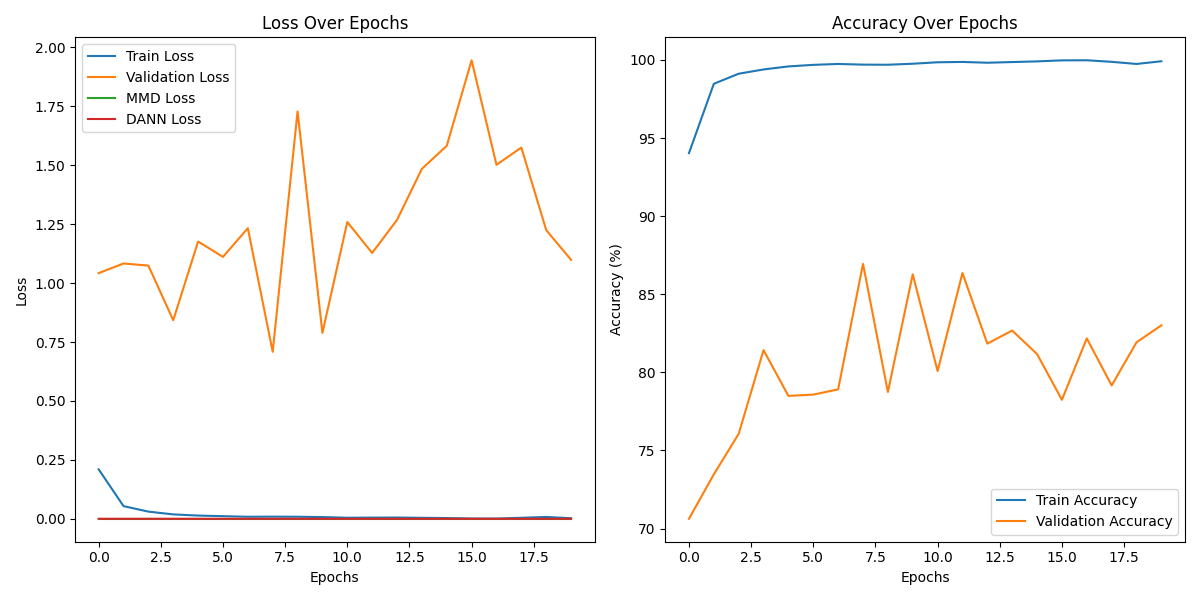 Loss Over Epochs
Train Loss
Validation Loss
MMD Loss
DANN Loss
2.00
1.75
1.50
1.25
1.00
0.75
0.50
0.25
0.00
Loss
0.0 2.5 5.0 7.5 10.0 12.5 15.0 17.5
Epochs
Accuracy Over Epochs
100
95
90
85
80
75
70
Accuracy (%)
Train Accuracy
Validation Accuracy
0.0 2.5 5.0 7.5 10.0 12.5 15.0 17.5
Epochs